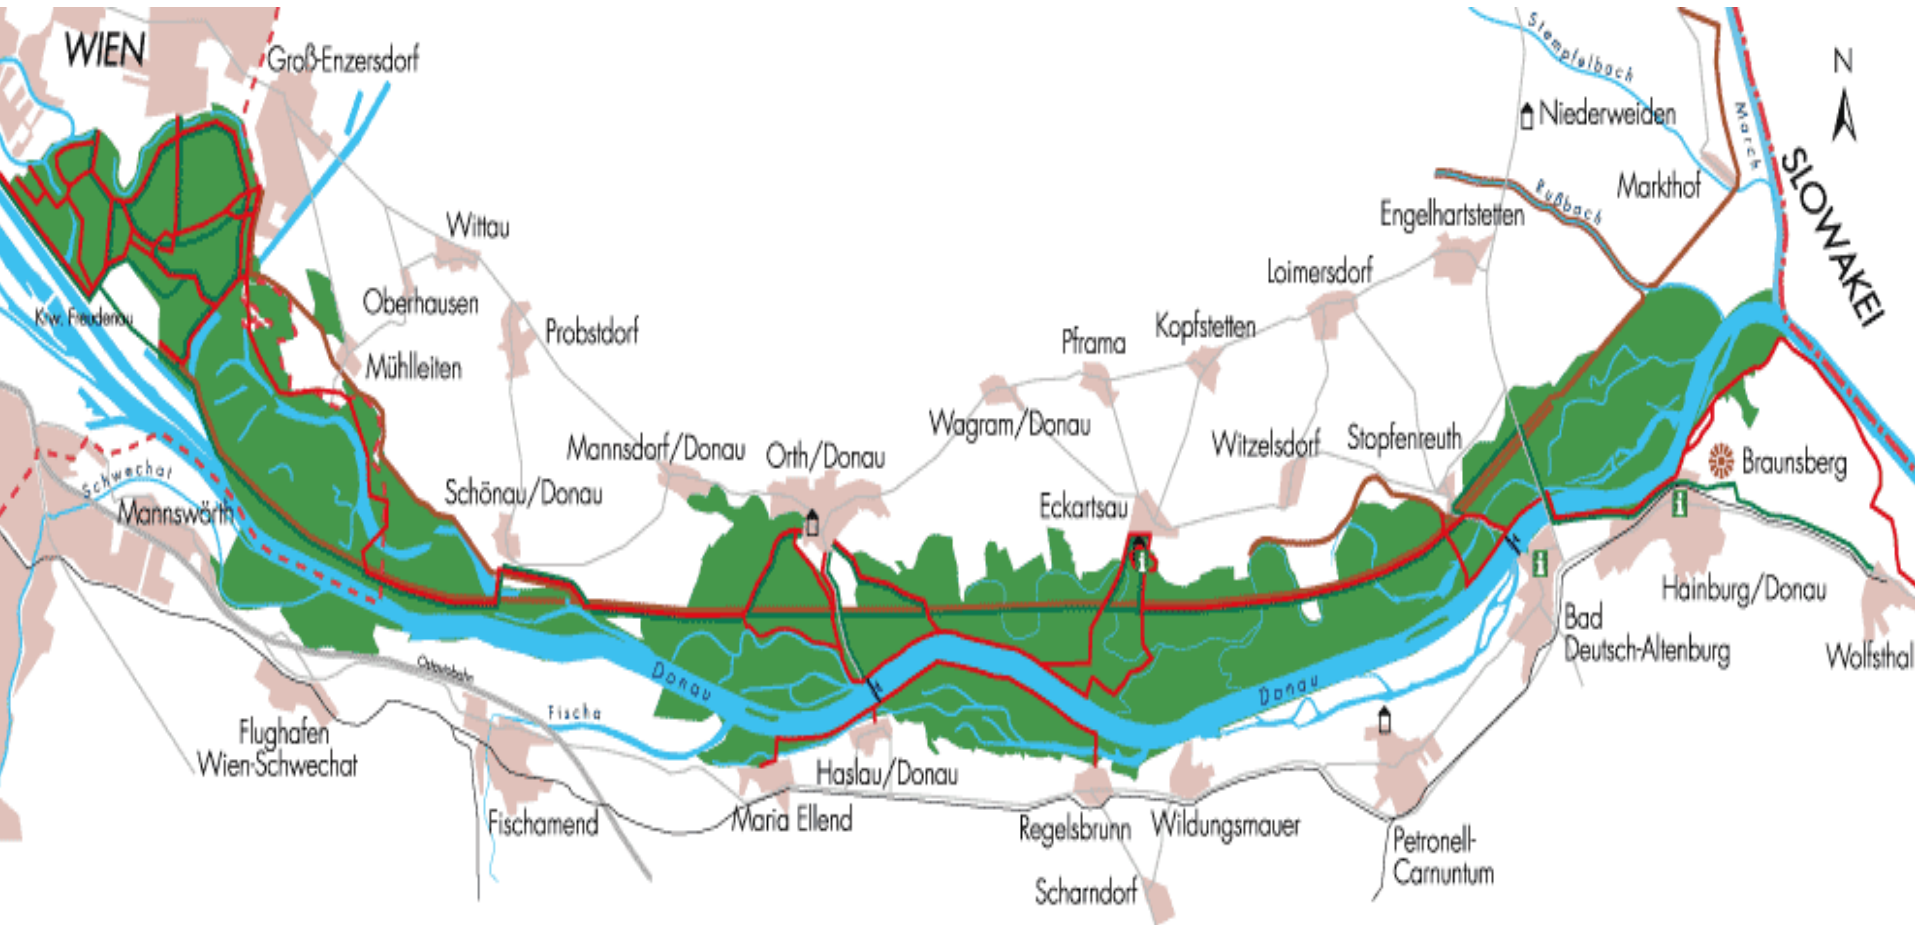 WIEN
Groß-Enzersdorf
N
Stempfelbach
Niederweiden
March
SLOWAKEI
Markthof
Rußbach
Engelhartstetten
Wittau
Loimersdorf
Oberhausen
Krw. Freudenau
Probstdorf
Kopfstetten
Pframa
Mühlleiten
Wagram/Donau
Mannsdorf/Donau
Orth/Donau
Witzelsdorf
Stopfenreuth
Braunsberg
Schwechat
Schönau/Donau
Eckartsau
Mannswörth
i
i
i
Hainburg/Donau
Bad
Deutsch-Altenburg
Wolfsthal
Ostautobahn
Donau
Donau
Fischa
Flughafen
Wien-Schwechat
Haslau/Donau
Fischamend
Maria Ellend
Regelsbrunn
Wildungsmauer
Petronell-
Carnuntum
Scharndorf